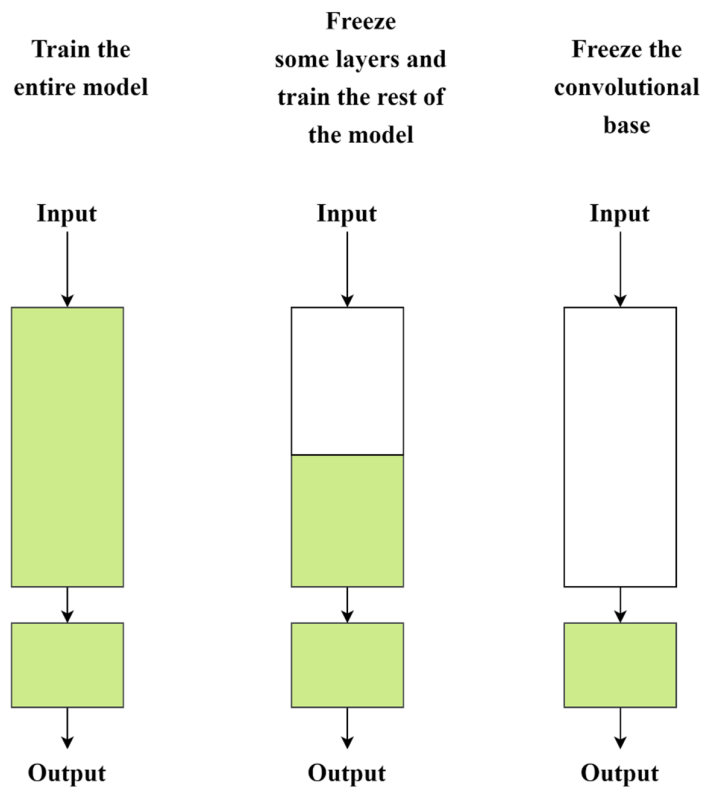 Train the
entire model
Freeze
some layers and
train the rest of
the model
Freeze the
convolutional
base
Input
Input
Input
Output
Output
Output